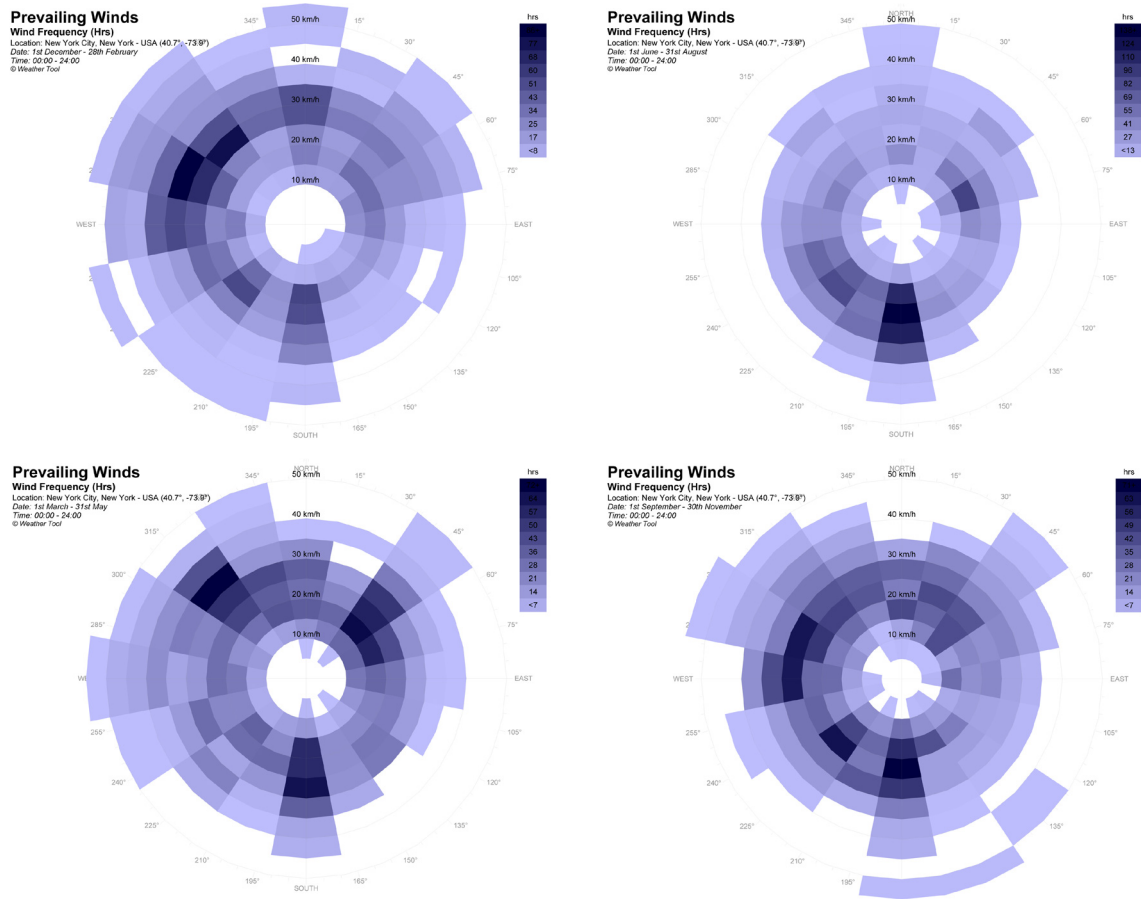 Prevailing Winds
Wind Frequency (Hrs)
Location: New York City, New York - USA (40.7°, -73.9°)
Date: 1st December - 28th February
Time: 00:00 - 24:00
© Weather Tool
hrs
77
68
60
51
43
34
25
17
<8
50 km/h
40 km/h
30 km/h
20 km/h
10 km/h
345°
15°
30°
45°
60°
75°
EAST
105°
120°
135°
150°
165°
SOUTH
195°
210°
225°
WEST
Prevailing Winds
Wind Frequency (Hrs)
Location: New York City, New York - USA (40.7°, -73.9°)
Date: 1st June - 31st August
Time: 00:00 - 24:00
© Weather Tool
hrs
124
110
96
82
69
55
41
27
<13
NORTH
50 km/h
40 km/h
30 km/h
20 km/h
10 km/h
345°
15°
30°
45°
60°
75°
EAST
105°
120°
135°
150°
165°
SOUTH
195°
210°
225°
240°
255°
WEST
285°
300°
315°
Prevailing Winds
Wind Frequency (Hrs)
Location: New York City, New York - USA (40.7°, -73.9°)
Date: 1st March - 31st May
Time: 00:00 - 24:00
© Weather Tool
hrs
64
57
50
43
36
28
21
14
<7
NORTH
50 km/h
40 km/h
30 km/h
20 km/h
10 km/h
345°
15°
30°
45°
60°
75°
EAST
105°
120°
135°
150°
165°
SOUTH
195°
210°
225°
240°
255°
285°
300°
315°
Prevailing Winds
Wind Frequency (Hrs)
Location: New York City, New York - USA (40.7°, -73.9°)
Date: 1st September - 30th November
Time: 00:00 - 24:00
© Weather Tool
hrs
63
56
49
42
35
28
21
14
<7
NORTH
50 km/h
40 km/h
30 km/h
20 km/h
10 km/h
345°
15°
30°
45°
60°
75°
EAST
105°
120°
135°
150°
165°
195°
210°
225°
240°
255°
WEST
315°